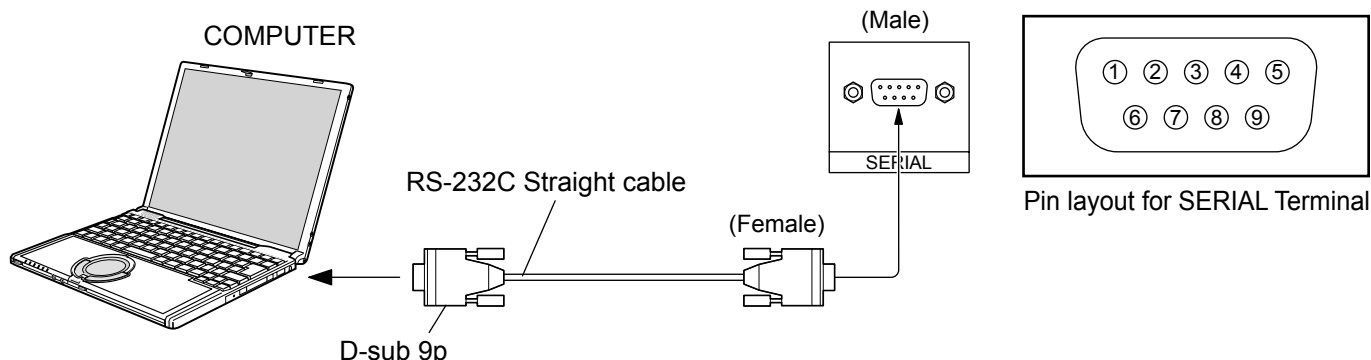 COMPUTER
(Male)
SERIAL
RS-232C Straight cable
(Female)
D-sub 9p
① ② ③ ④ ⑤
⑥ ⑦ ⑧ ⑨
Pin layout for SERIAL Terminal